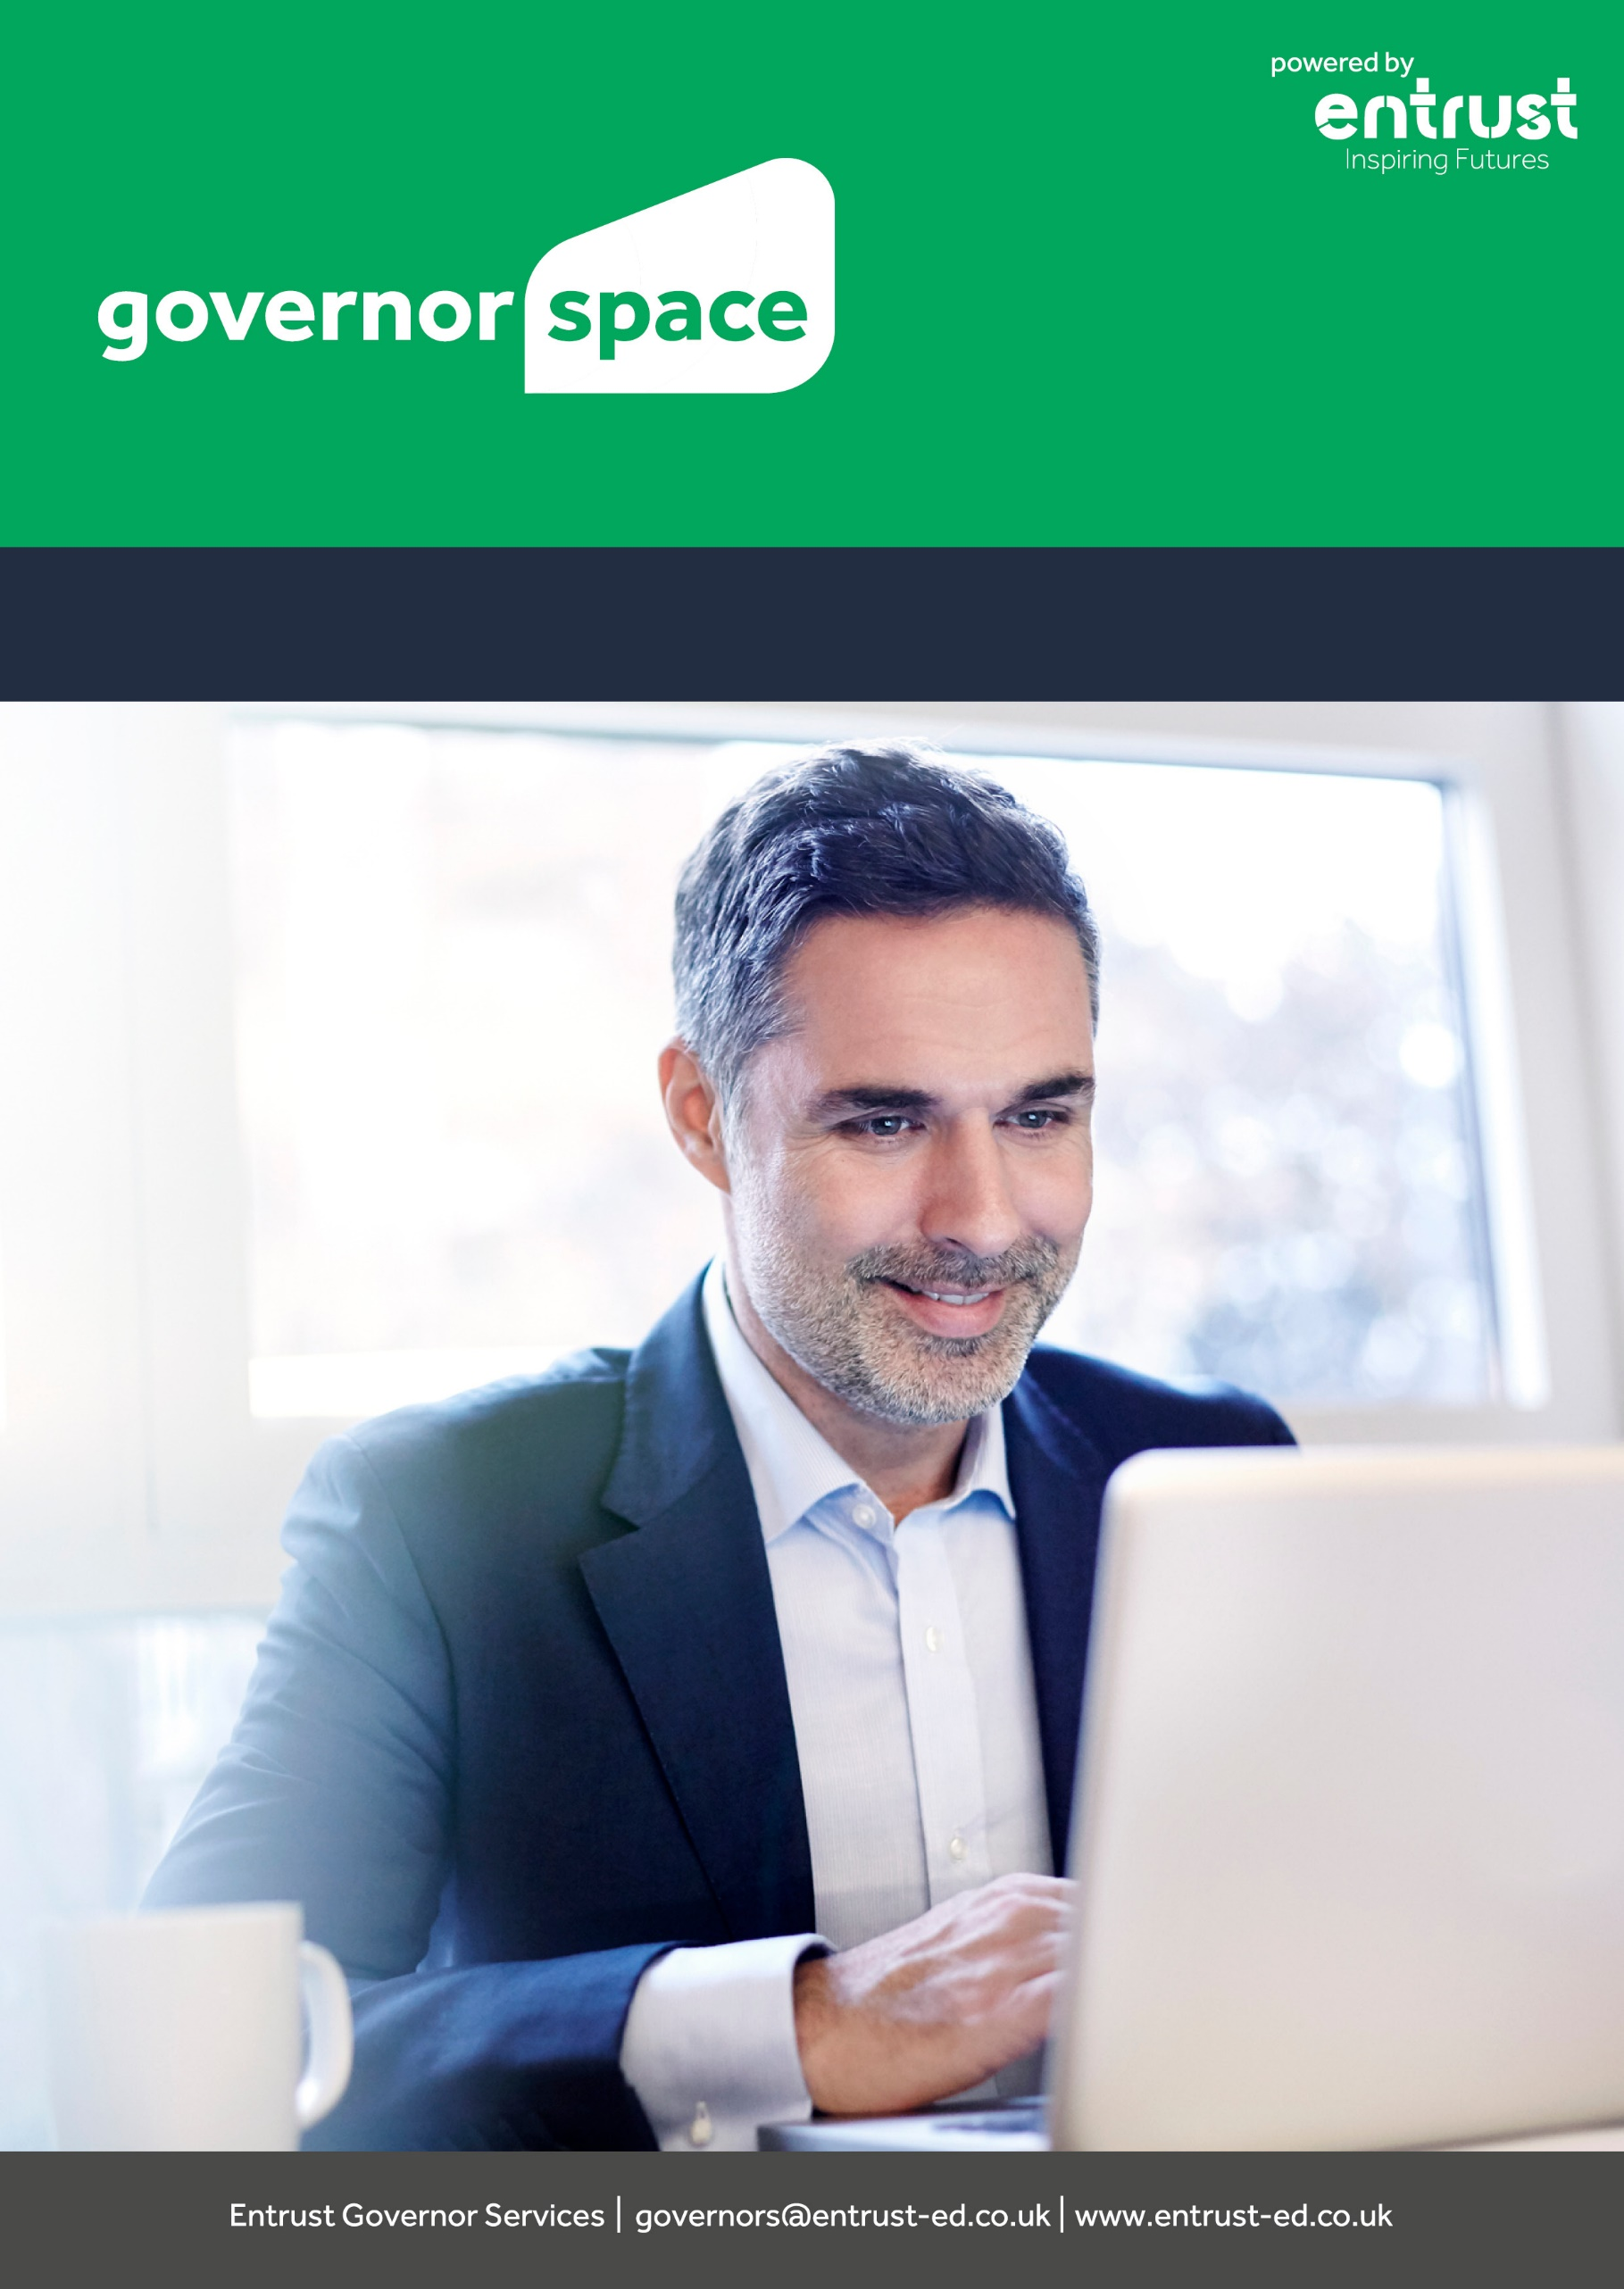 powered by
entrust
Inspiring Futures
governor space
Entrust Governor Services | governors@entrust-ed.co.uk | www.entrust-ed.co.uk